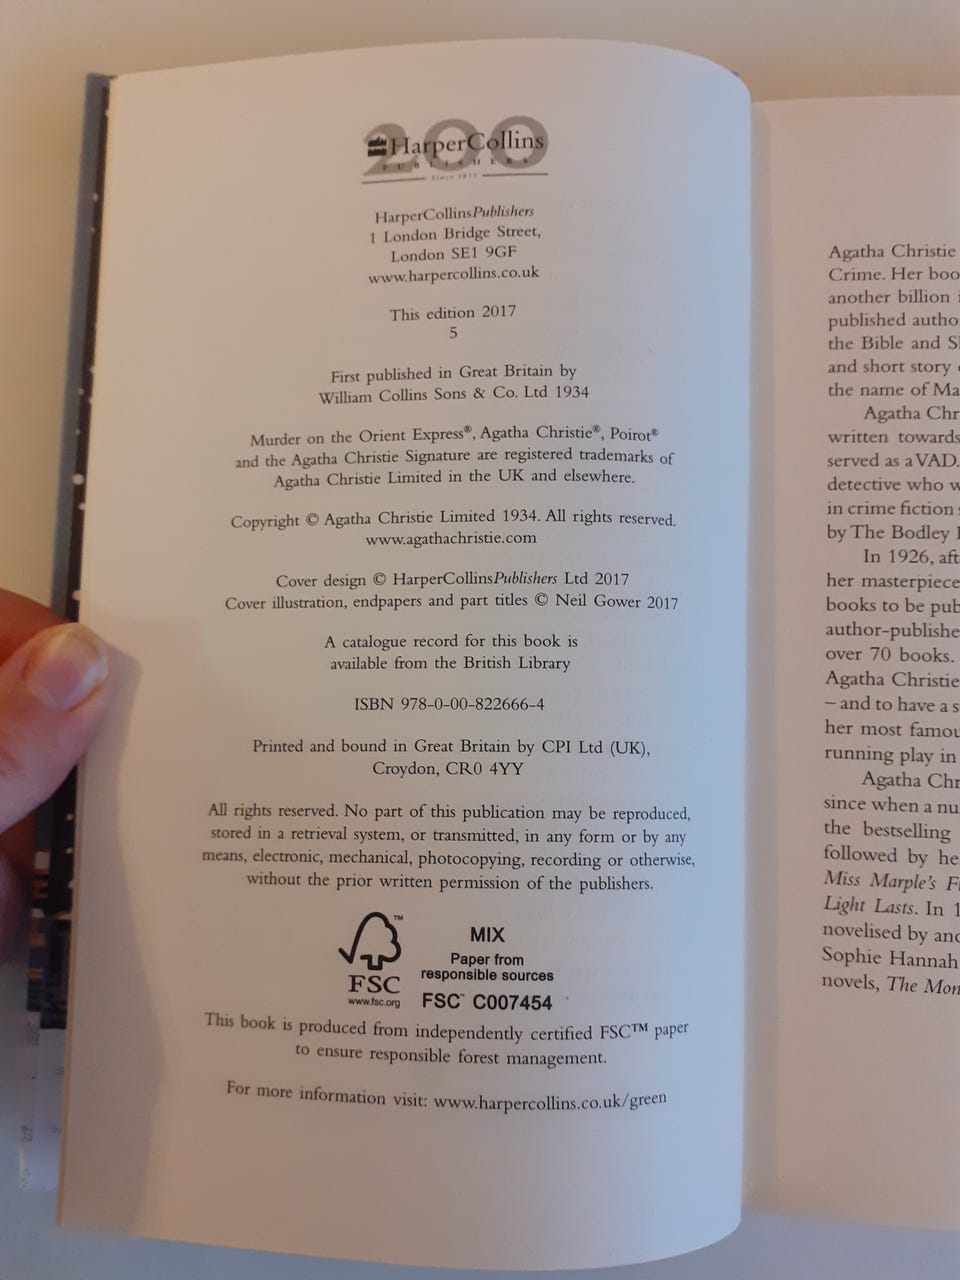 200
HarperCollins
PUBLISHERS
Since 1817
HarperCollinsPublishers
1 London Bridge Street,
London SE1 9GF
www.harpercollins.co.uk
This edition 2017
5
First published in Great Britain by
William Collins Sons & Co. Ltd 1934
Murder on the Orient Express®, Agatha Christie®, Poirot®
and the Agatha Christie Signature are registered trademarks of
Agatha Christie Limited in the UK and elsewhere.
Copyright © Agatha Christie Limited 1934. All rights reserved.
www.agathachristie.com
Cover design © HarperCollinsPublishers Ltd 2017
Cover illustration, endpapers and part titles © Neil Gower 2017
A catalogue record for this book is
available from the British Library
ISBN 978-0-00-822666-4
Printed and bound in Great Britain by CPI Ltd (UK),
Croydon, CR0 4YY
All rights reserved. No part of this publication may be reproduced,
stored in a retrieval system, or transmitted, in any form or by any
means, electronic, mechanical, photocopying, recording or otherwise,
without the prior written permission of the publishers.
FSC
www.fsc.org
™
MIX
Paper from
responsible sources
FSC™ C007454
This book is produced from independently certified FSC™ paper
to ensure responsible forest management.
For more information visit: www.harpercollins.co.uk/green
Agatha Christie
Crime. Her boo
another billion i
published autho
the Bible and S
and short story
the name of Ma
Agatha Chr
written towards
served as a VAD.
detective who w
in crime fiction
by The Bodley
In 1926, aft
her masterpiece
books to be pub
author-publishe
over 70 books.
Agatha Christie
– and to have a s
her most famou
running play in
Agatha Chr
since when a nu
the bestselling
followed by he
Miss Marple's F
Light Lasts. In 1
novelised by ano
Sophie Hannah
novels, The Mon